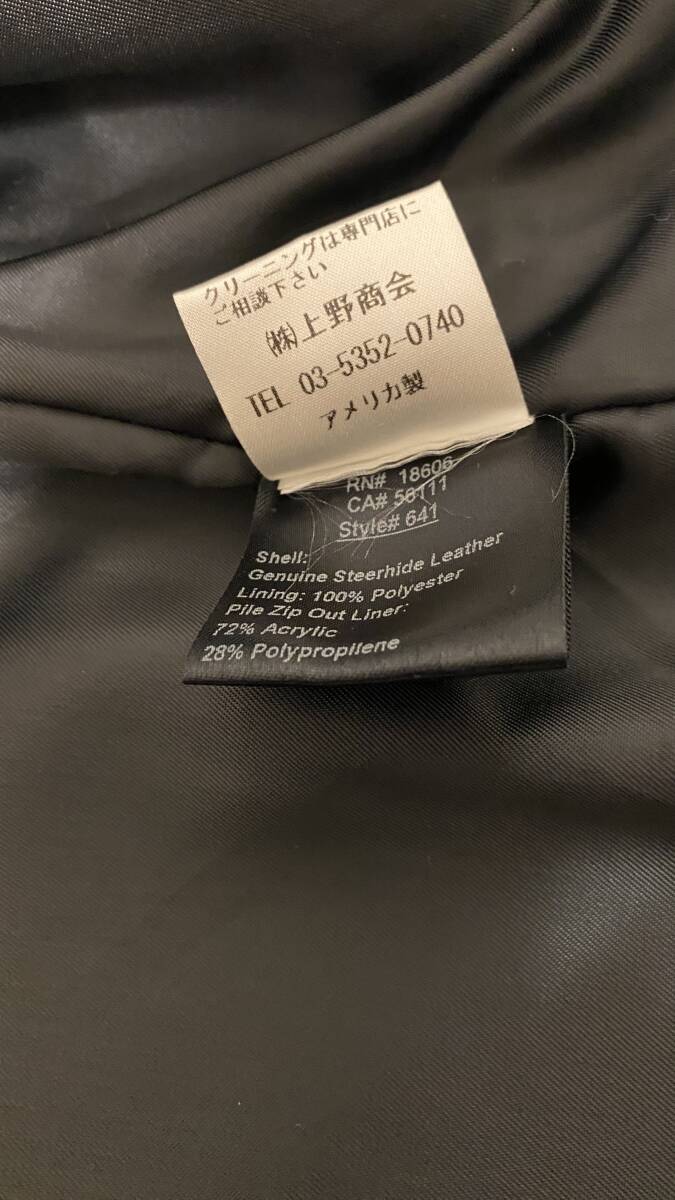 クリーニングは専門店に
ご相談下さい
㈱上野商会
TEL 03-5352-0740
アメリカ製
RN# 18606
CA# 56111
Style# 641
Shell:
Genuine Steerhide Leather
Lining: 100% Polyester
Pile Zip Out Liner:
72% Acrylic
28% Polypropilene